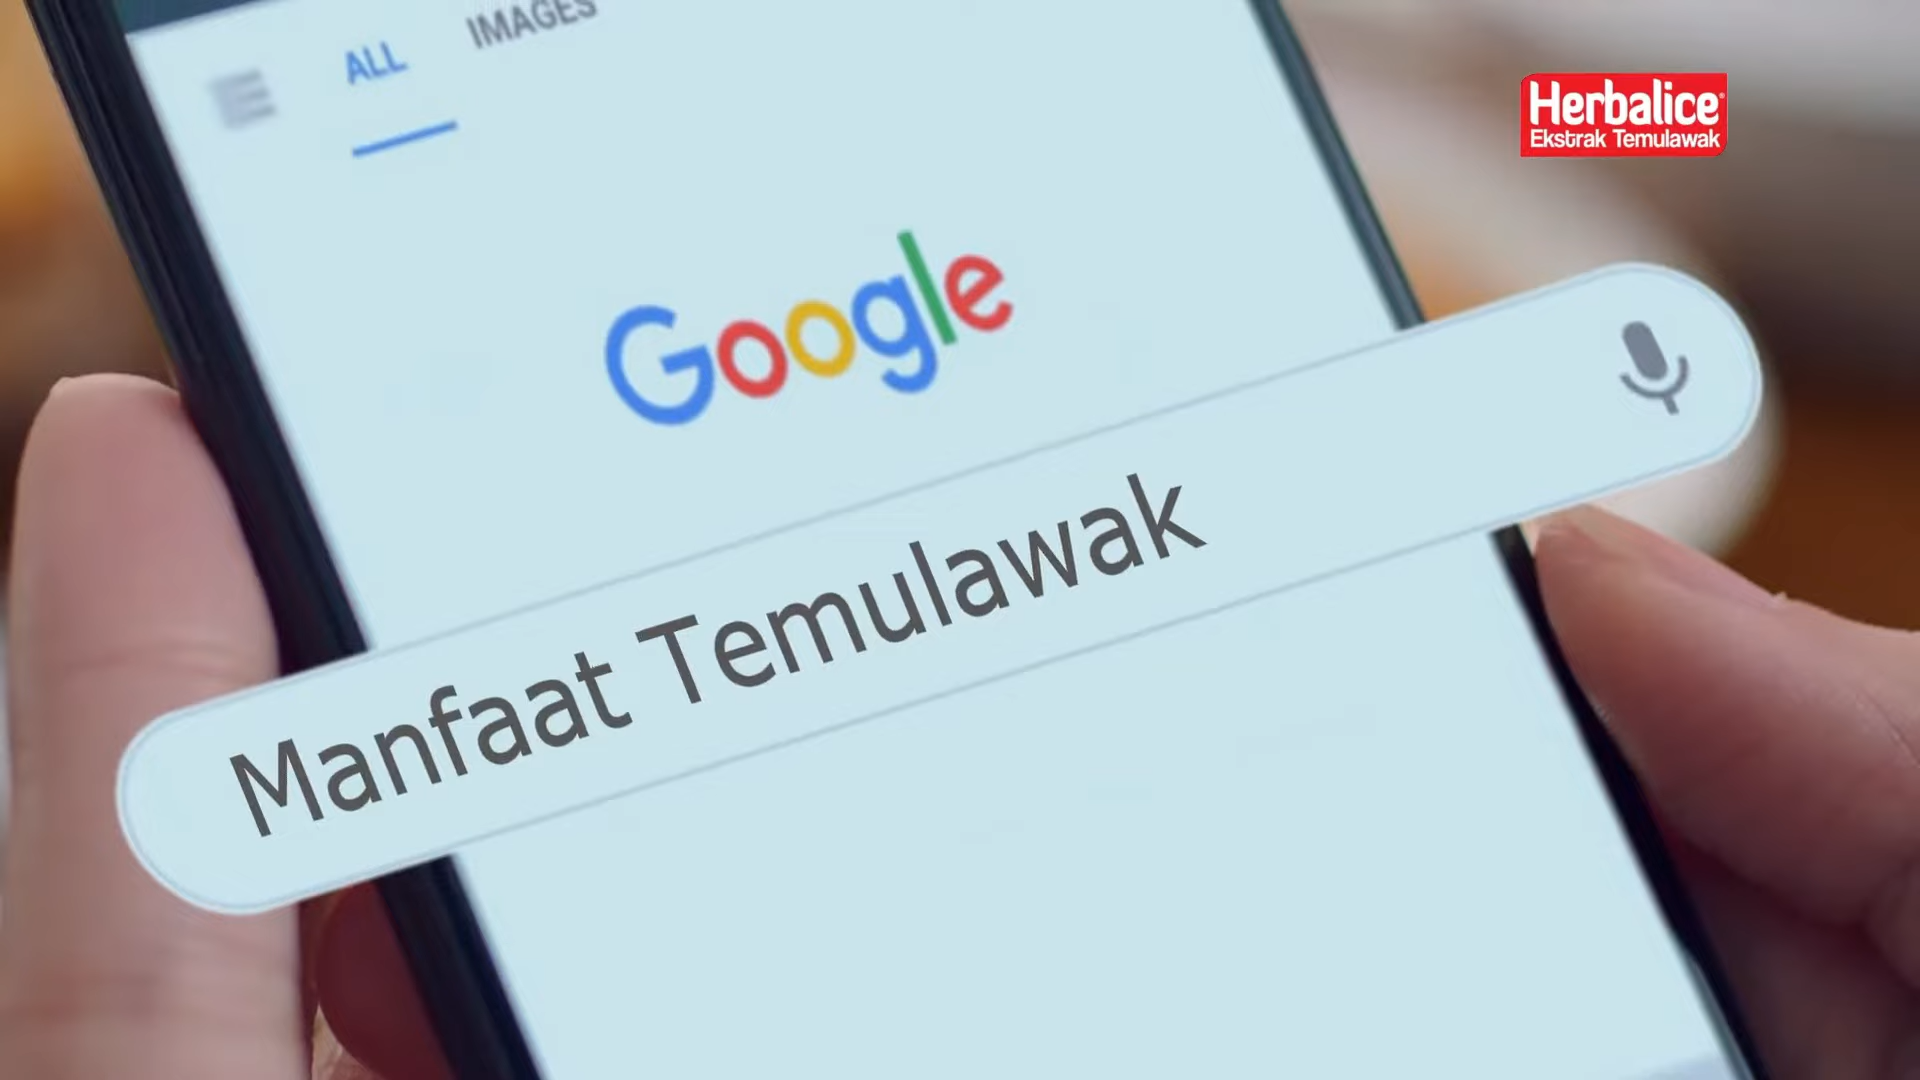 ALL IMAGES
Herbalice
Ekstrak Temulawak
Google
Manfaat Temulawak